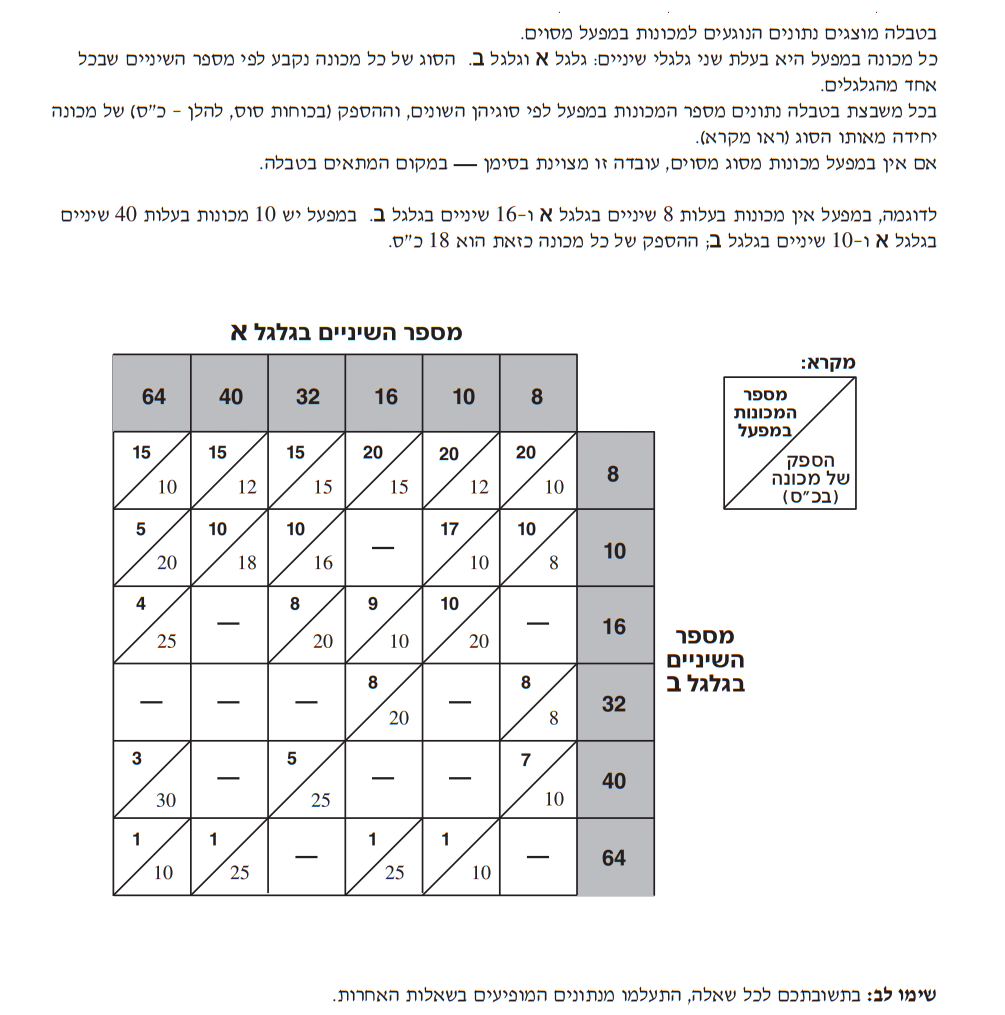 בטבלה מוצגים נתונים הנוגעים למכונות במפעל מסוים.
כל מכונה במפעל היא בעלת שני גלגלי שיניים: גלגל א וגלגל ב. הסוג של כל מכונה נקבע לפי מספר השיניים שבכל
אחד מהגלגלים.
בכל משבצת בטבלה נתונים מספר המכונות במפעל לפי סוגיהן השונים, וההספק (בכוחות סוס, להלן - כ"ס) של מכונה
יחידה מאותו הסוג (ראו מקרא).
אם אין במפעל מכונות מסוג מסוים, עובדה זו מצוינת בסימן — במקום המתאים בטבלה.
לדוגמה, במפעל אין מכונות בעלות 8 שיניים בגלגל א ו-16 שיניים בגלגל ב. במפעל יש 10 מכונות בעלות 40 שיניים
בגלגל א ו-10 שיניים בגלגל ב; ההספק של כל מכונה כזאת הוא 18 כ"ס.
מספר השיניים בגלגל א
מקרא:
מספר
המכונות
במפעל
הספק
של מכונה
(בכ"ס)
8 10 16 32 40 64
8 20 10 20 12 20 15 15 15 15 12 15 10
10 10 8 17 10 — 10 16 10 18 5 20
16 — 10 20 9 10 8 20 — 4 25
32 8 8 — 8 20 — — —
40 7 10 — — 5 25 — 3 30
64 — 1 10 1 25 — 1 25 1 10
מספר
השיניים
בגלגל ב
שימו לב: בתשובתכם לכל שאלה, התעלמו מנתונים המופיעים בשאלות האחרות.